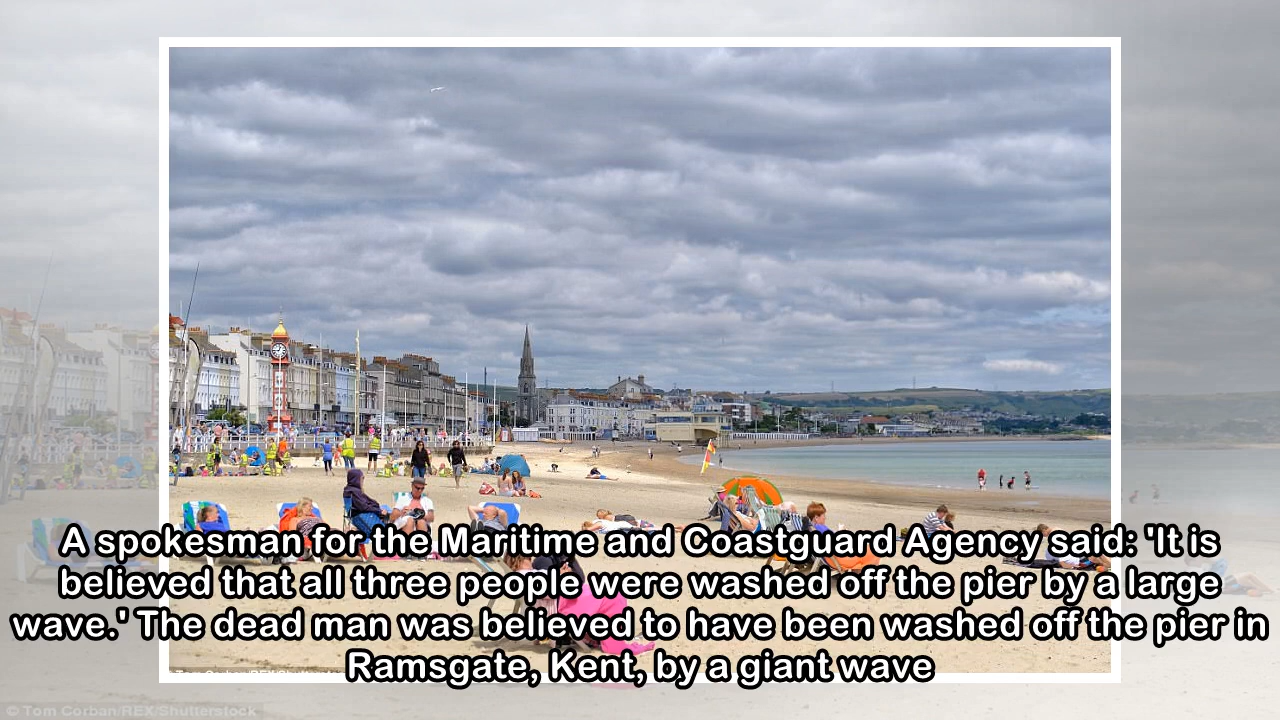 A spokesman for the Maritime and Coastguard Agency said: 'It is
believed that all three people were washed off the pier by a large
wave.' The dead man was believed to have been washed off the pier in
Ramsgate, Kent, by a giant wave
© Tom Corban/REX/Shutterstock